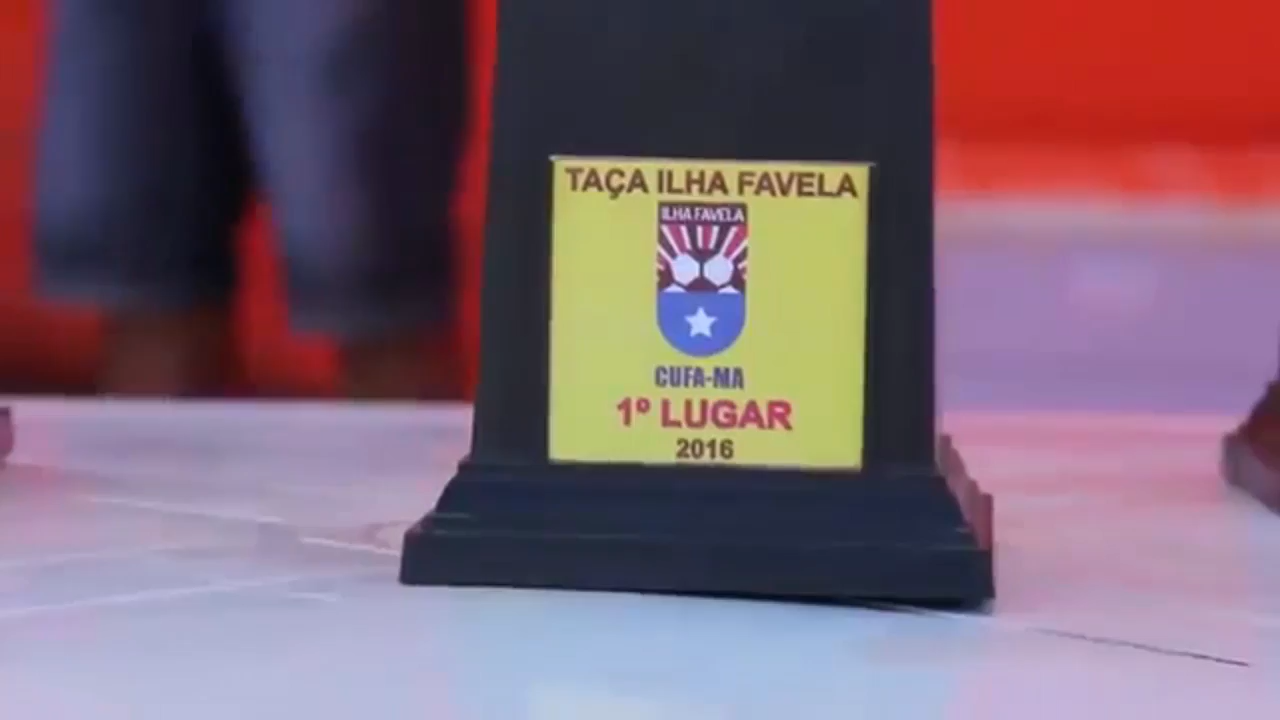 TAÇA ILHA FAVELA
ILHA FAVELA
CUFA-MA
1º LUGAR
2016